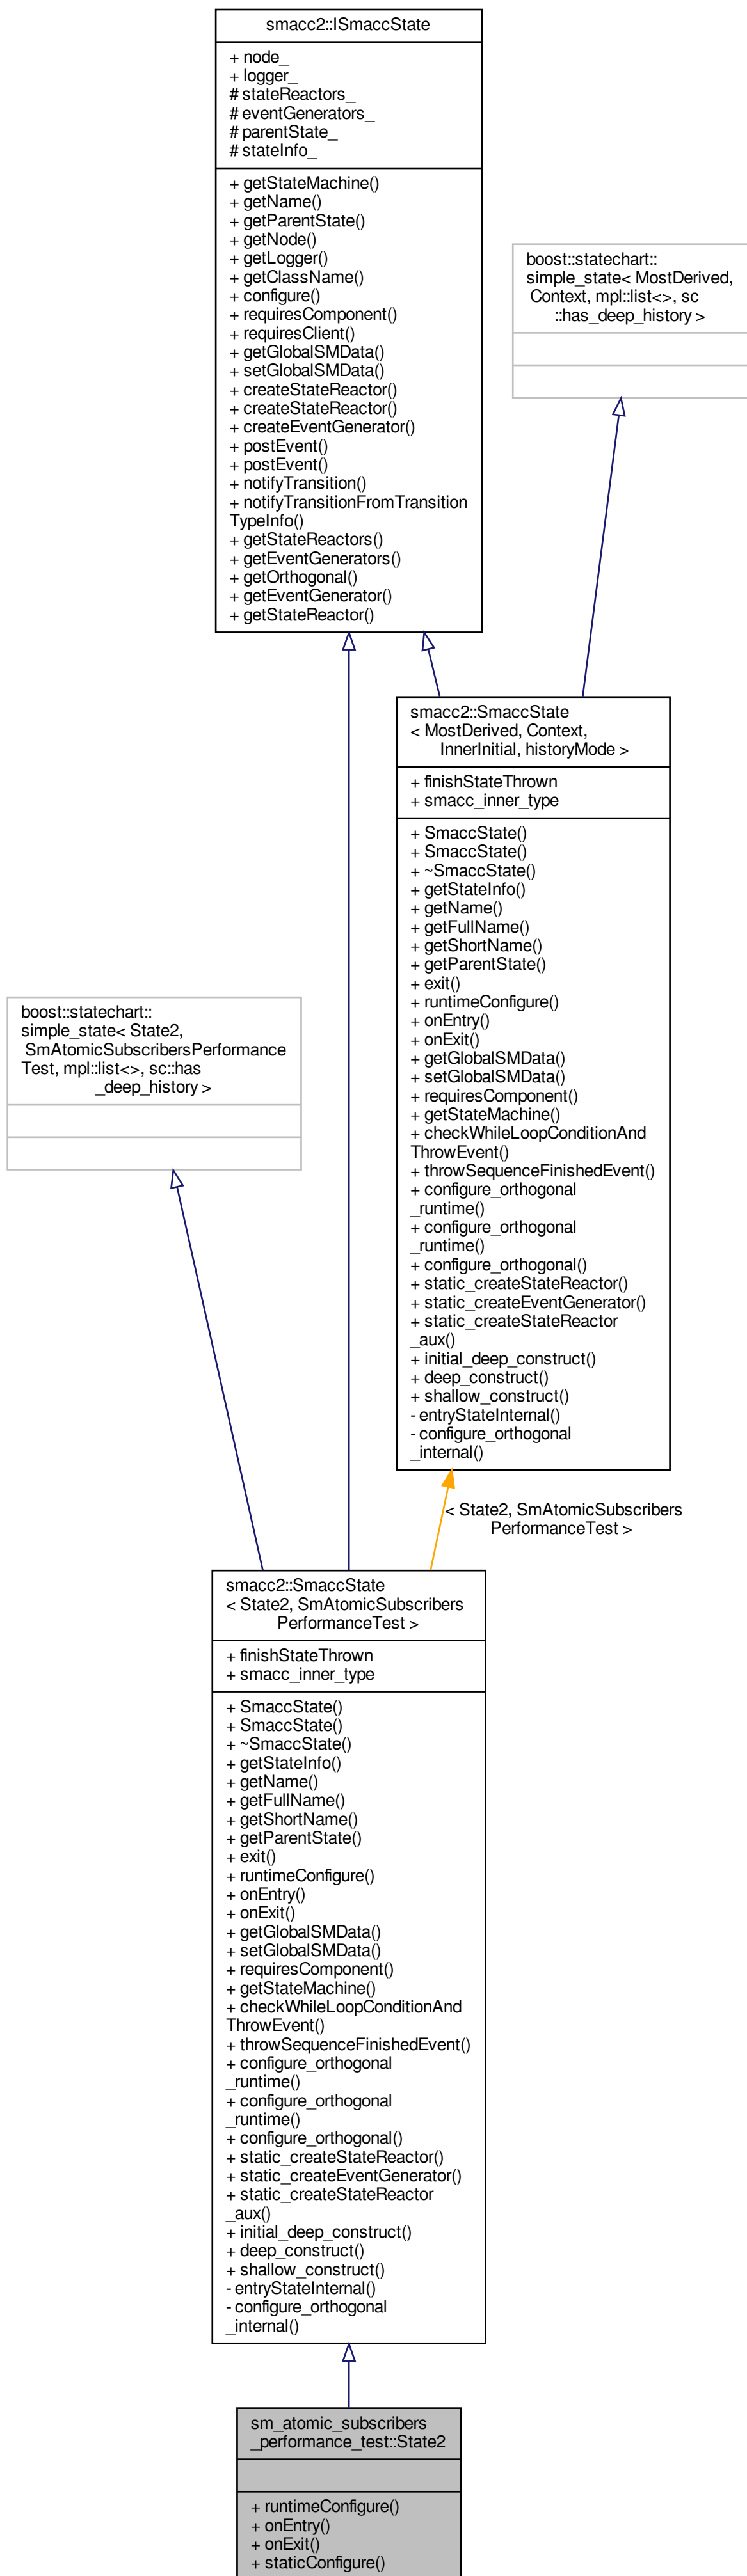 smacc2::ISmaccState
+ node_
+ logger_
# stateReactors_
# eventGenerators_
# parentState_
# stateInfo_
+ getStateMachine()
+ getName()
+ getParentState()
+ getNode()
+ getLogger()
+ getClassName()
+ configure()
+ requiresComponent()
+ requiresClient()
+ getGlobalSMData()
+ setGlobalSMData()
+ createStateReactor()
+ createStateReactor()
+ createEventGenerator()
+ postEvent()
+ postEvent()
+ notifyTransition()
+ notifyTransitionFromTransition
TypeInfo()
+ getStateReactors()
+ getEventGenerators()
+ getOrthogonal()
+ getEventGenerator()
+ getStateReactor()
boost::statechart::
simple_state< MostDerived,
Context, mpl::list<>, sc
::has_deep_history >
smacc2::SmaccState
< MostDerived, Context,
InnerInitial, historyMode >
+ finishStateThrown
+ smacc_inner_type
+ SmaccState()
+ SmaccState()
+ ~SmaccState()
+ getStateInfo()
+ getName()
+ getFullName()
+ getShortName()
+ getParentState()
+ exit()
+ runtimeConfigure()
+ onEntry()
+ onExit()
+ getGlobalSMData()
+ setGlobalSMData()
+ requiresComponent()
+ getStateMachine()
+ checkWhileLoopConditionAnd
ThrowEvent()
+ throwSequenceFinishedEvent()
+ configure_orthogonal
_runtime()
+ configure_orthogonal
_runtime()
+ configure_orthogonal()
+ static_createStateReactor()
+ static_createEventGenerator()
+ static_createStateReactor
_aux()
+ initial_deep_construct()
+ deep_construct()
+ shallow_construct()
- entryStateInternal()
- configure_orthogonal
_internal()
boost::statechart::
simple_state< State2,
SmAtomicSubscribersPerformance
Test, mpl::list<>, sc::has
_deep_history >
< State2, SmAtomicSubscribers
PerformanceTest >
smacc2::SmaccState
< State2, SmAtomicSubscribers
PerformanceTest >
+ finishStateThrown
+ smacc_inner_type
+ SmaccState()
+ SmaccState()
+ ~SmaccState()
+ getStateInfo()
+ getName()
+ getFullName()
+ getShortName()
+ getParentState()
+ exit()
+ runtimeConfigure()
+ onEntry()
+ onExit()
+ getGlobalSMData()
+ setGlobalSMData()
+ requiresComponent()
+ getStateMachine()
+ checkWhileLoopConditionAnd
ThrowEvent()
+ throwSequenceFinishedEvent()
+ configure_orthogonal
_runtime()
+ configure_orthogonal
_runtime()
+ configure_orthogonal()
+ static_createStateReactor()
+ static_createEventGenerator()
+ static_createStateReactor
_aux()
+ initial_deep_construct()
+ deep_construct()
+ shallow_construct()
- entryStateInternal()
- configure_orthogonal
_internal()
sm_atomic_subscribers
_performance_test::State2
+ runtimeConfigure()
+ onEntry()
+ onExit()
+ staticConfigure()